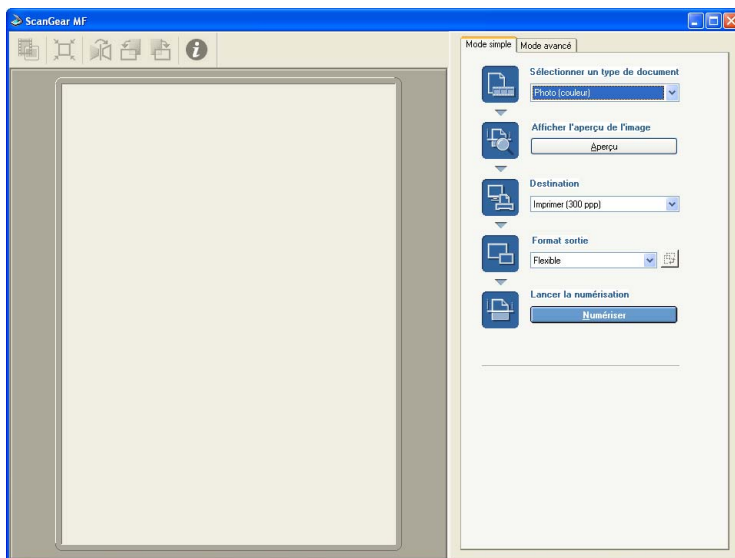 ScanGear MF
Mode simple
Mode avancé
Sélectionner un type de document
Photo (couleur)
Afficher l'aperçu de l'image
Aperçu
Destination
Imprimer (300 ppp)
Format sortie
Flexible
Lancer la numérisation
Numériser